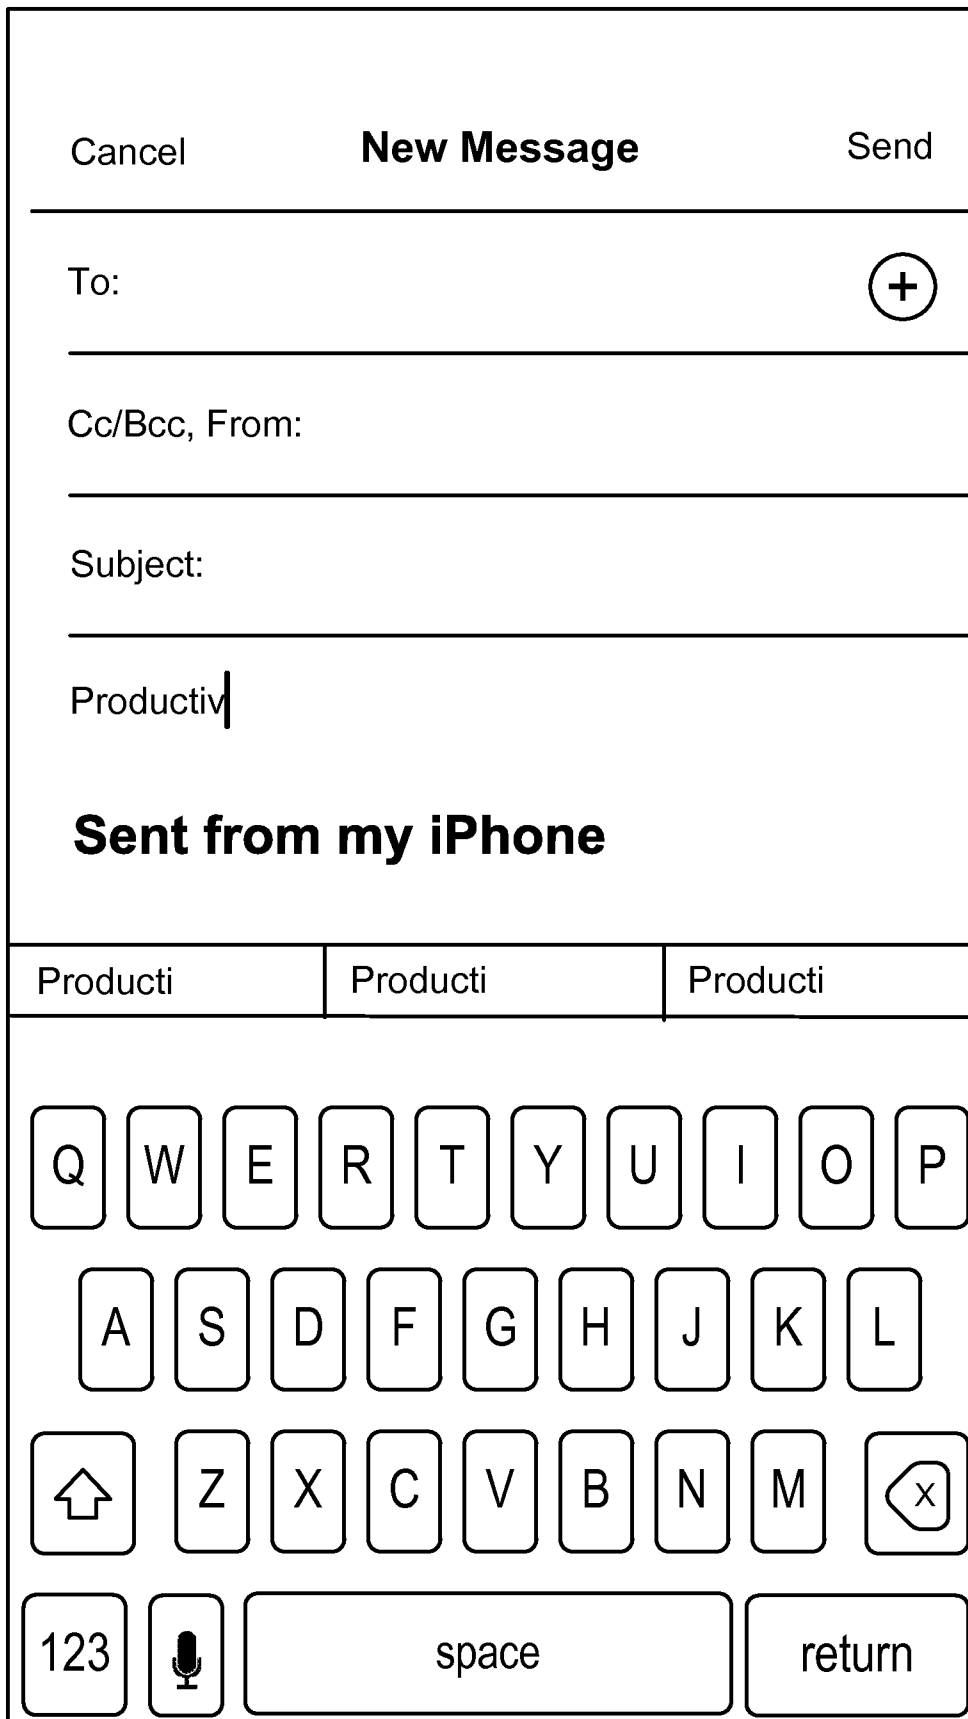 Cancel New Message Send
To: +
Cc/Bcc, From:
Subject:
Productiv
Sent from my iPhone
Producti Producti Producti
Q W E R T Y U I O P
A S D F G H J K L
Z X C V B N M X
123 space return